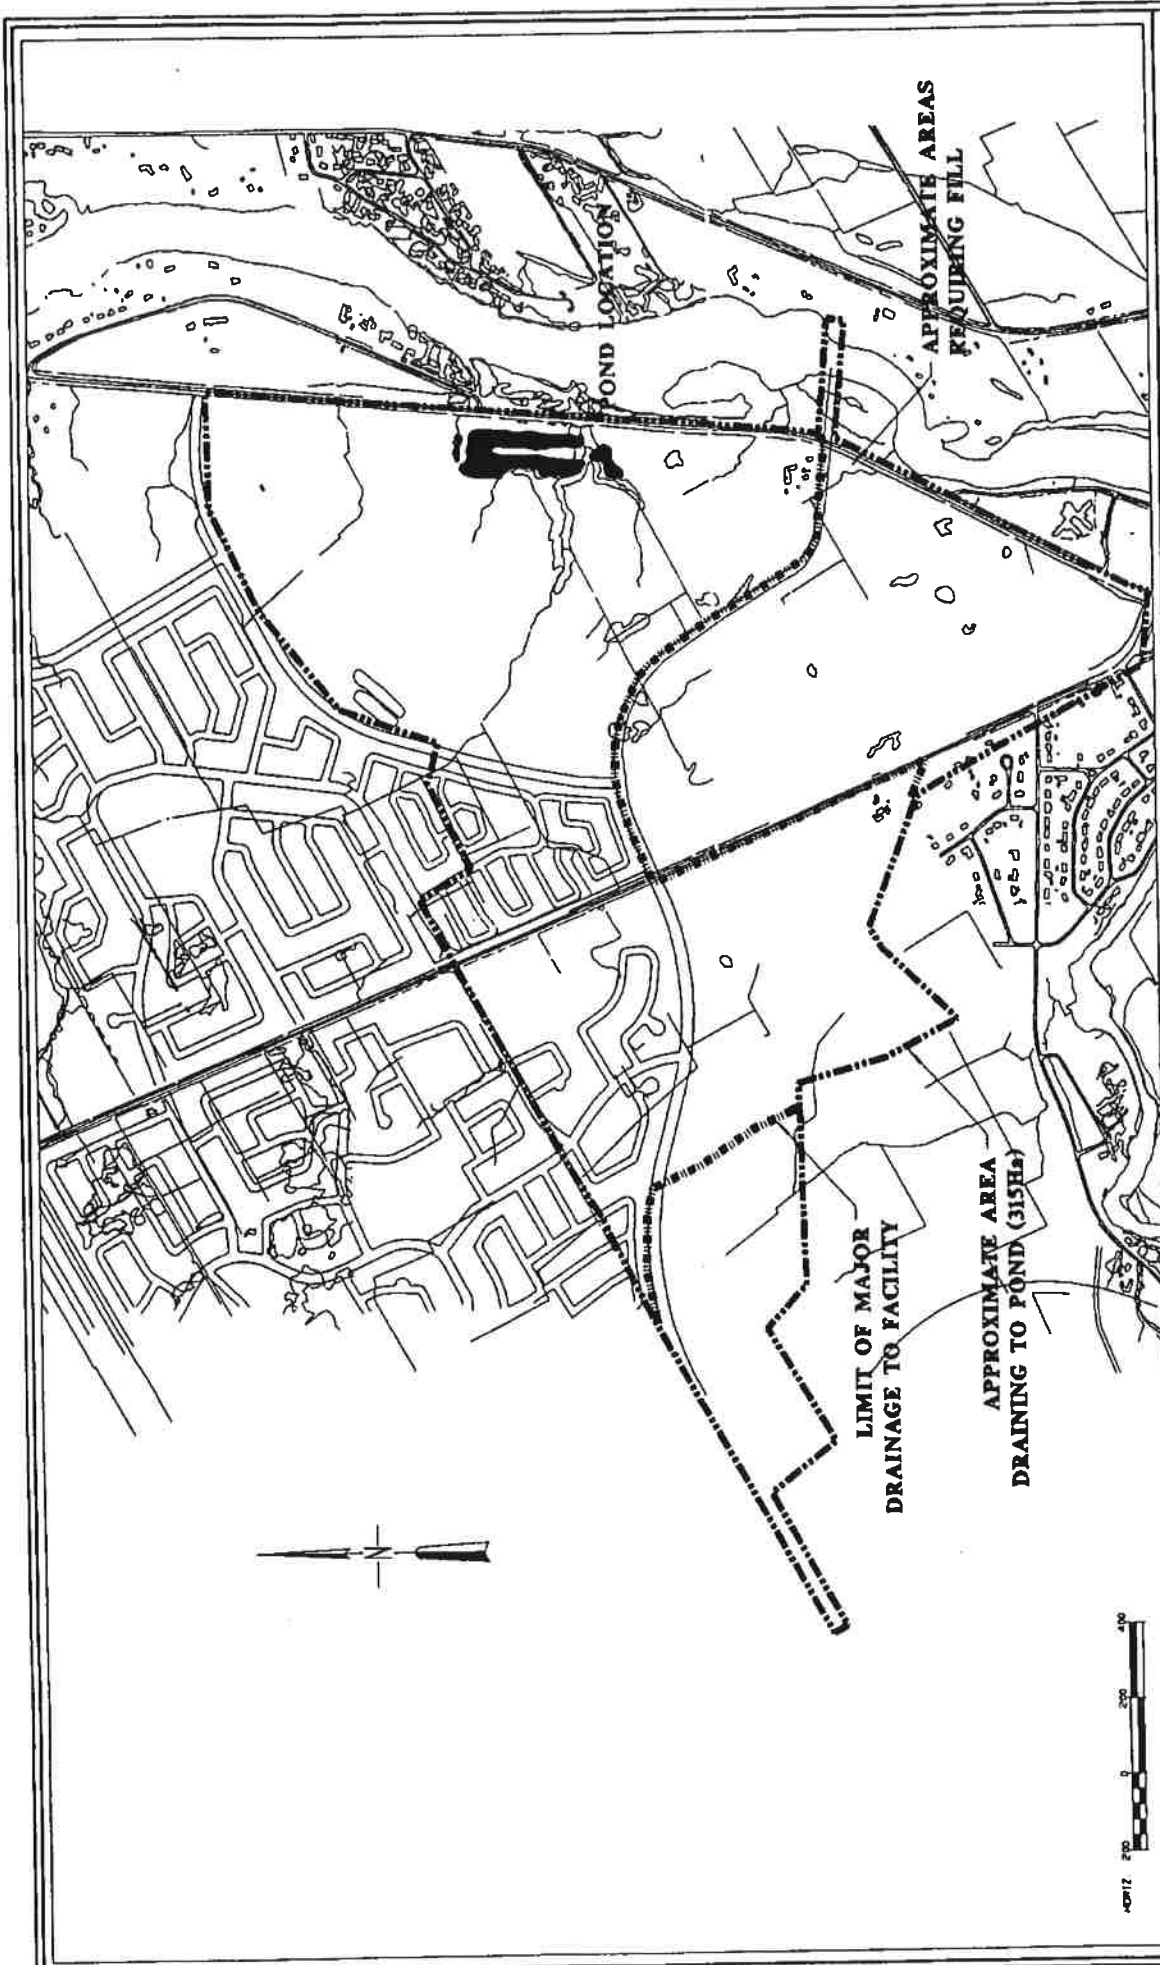 POND LOCATION
APPROXIMATE AREAS
REQUIRING FILL
LIMIT OF MAJOR
DRAINAGE TO FACILITY
APPROXIMATE AREA
DRAINING TO POND (315Ha)
N
HORIZ 200 0 200 400